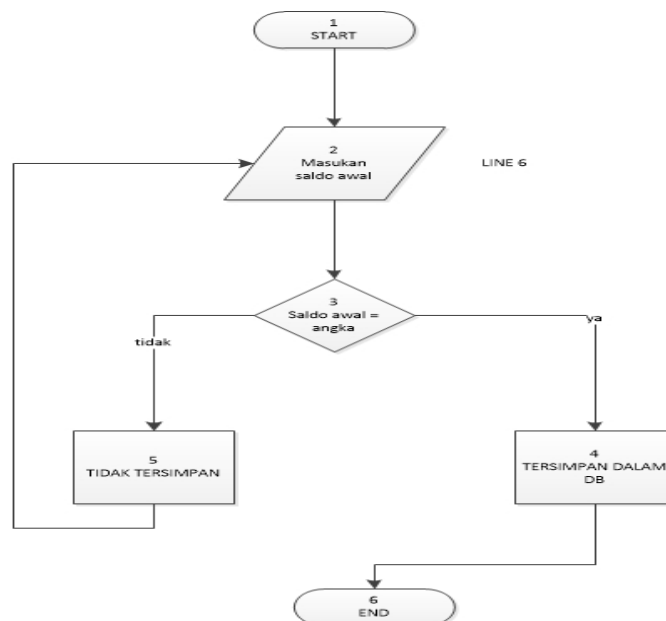 1
START
2
Masukan
saldo awal
LINE 6
3
Saldo awal =
angka
tidak
ya
5
TIDAK TERSIMPAN
4
TERSIMPAN DALAM
DB
6
END